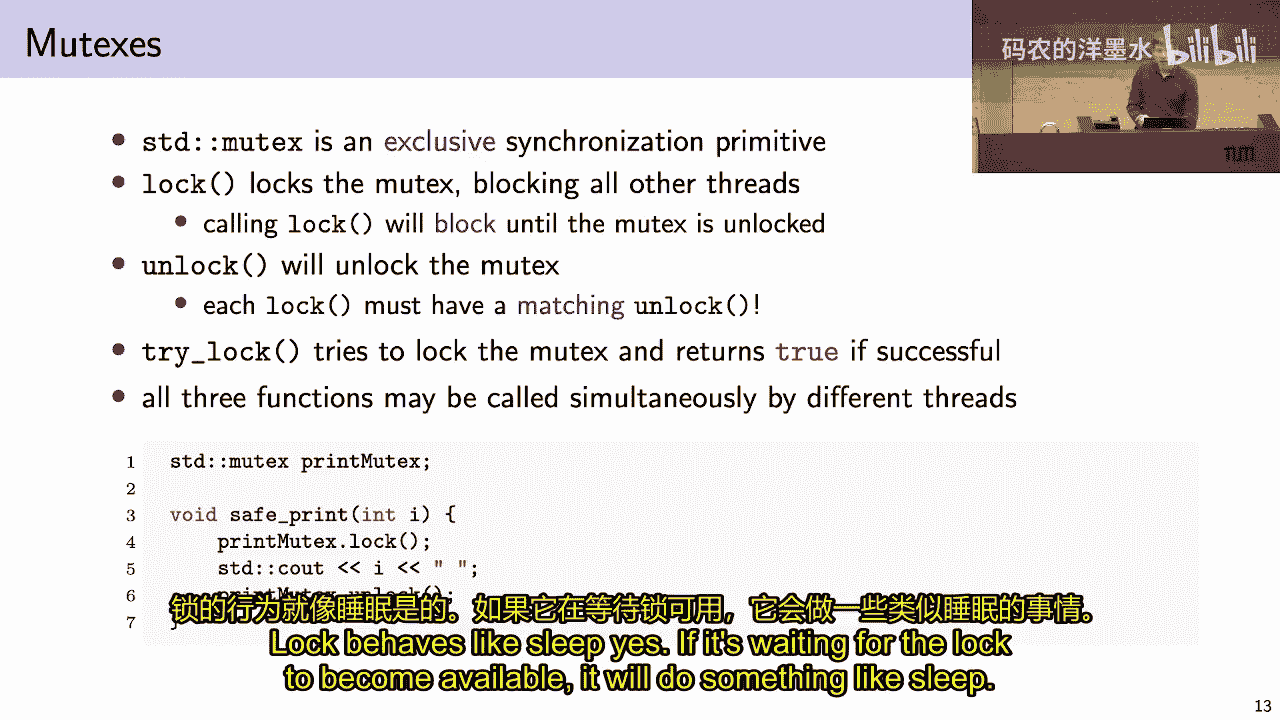 Mutexes
码农的洋墨水 bilibili
TUM
• std::mutex is an exclusive synchronization primitive
• lock() locks the mutex, blocking all other threads
• calling lock() will block until the mutex is unlocked
• unlock() will unlock the mutex
• each lock() must have a matching unlock()!
• try_lock() tries to lock the mutex and returns true if successful
• all three functions may be called simultaneously by different threads
1 std::mutex printMutex;
2
3 void safe_print(int i) {
4 printMutex.lock();
5 std::cout << i << " ";
6 printMutex.unlock();
7 }
锁的行为就像睡眠是的。如果它在等待锁可用，它会做一些类似睡眠的事情。
Lock behaves like sleep yes. If it's waiting for the lock
to become available, it will do something like sleep.
13